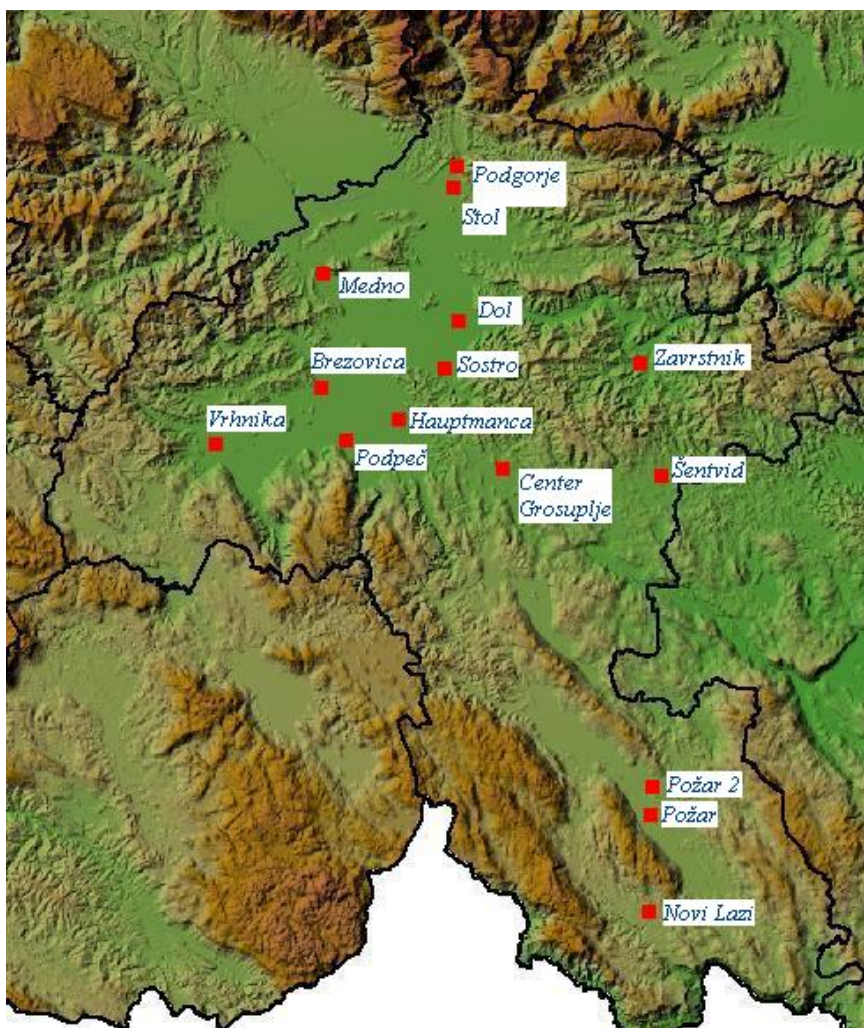 Podgorje
Stol
Medno
Dol
Brezovica
Sostro
Zavrstnik
Vrhnika
Hauptmanca
Podpeč
Center
Grosuplje
Šentvid
Požar 2
Požar
Novi Lazi